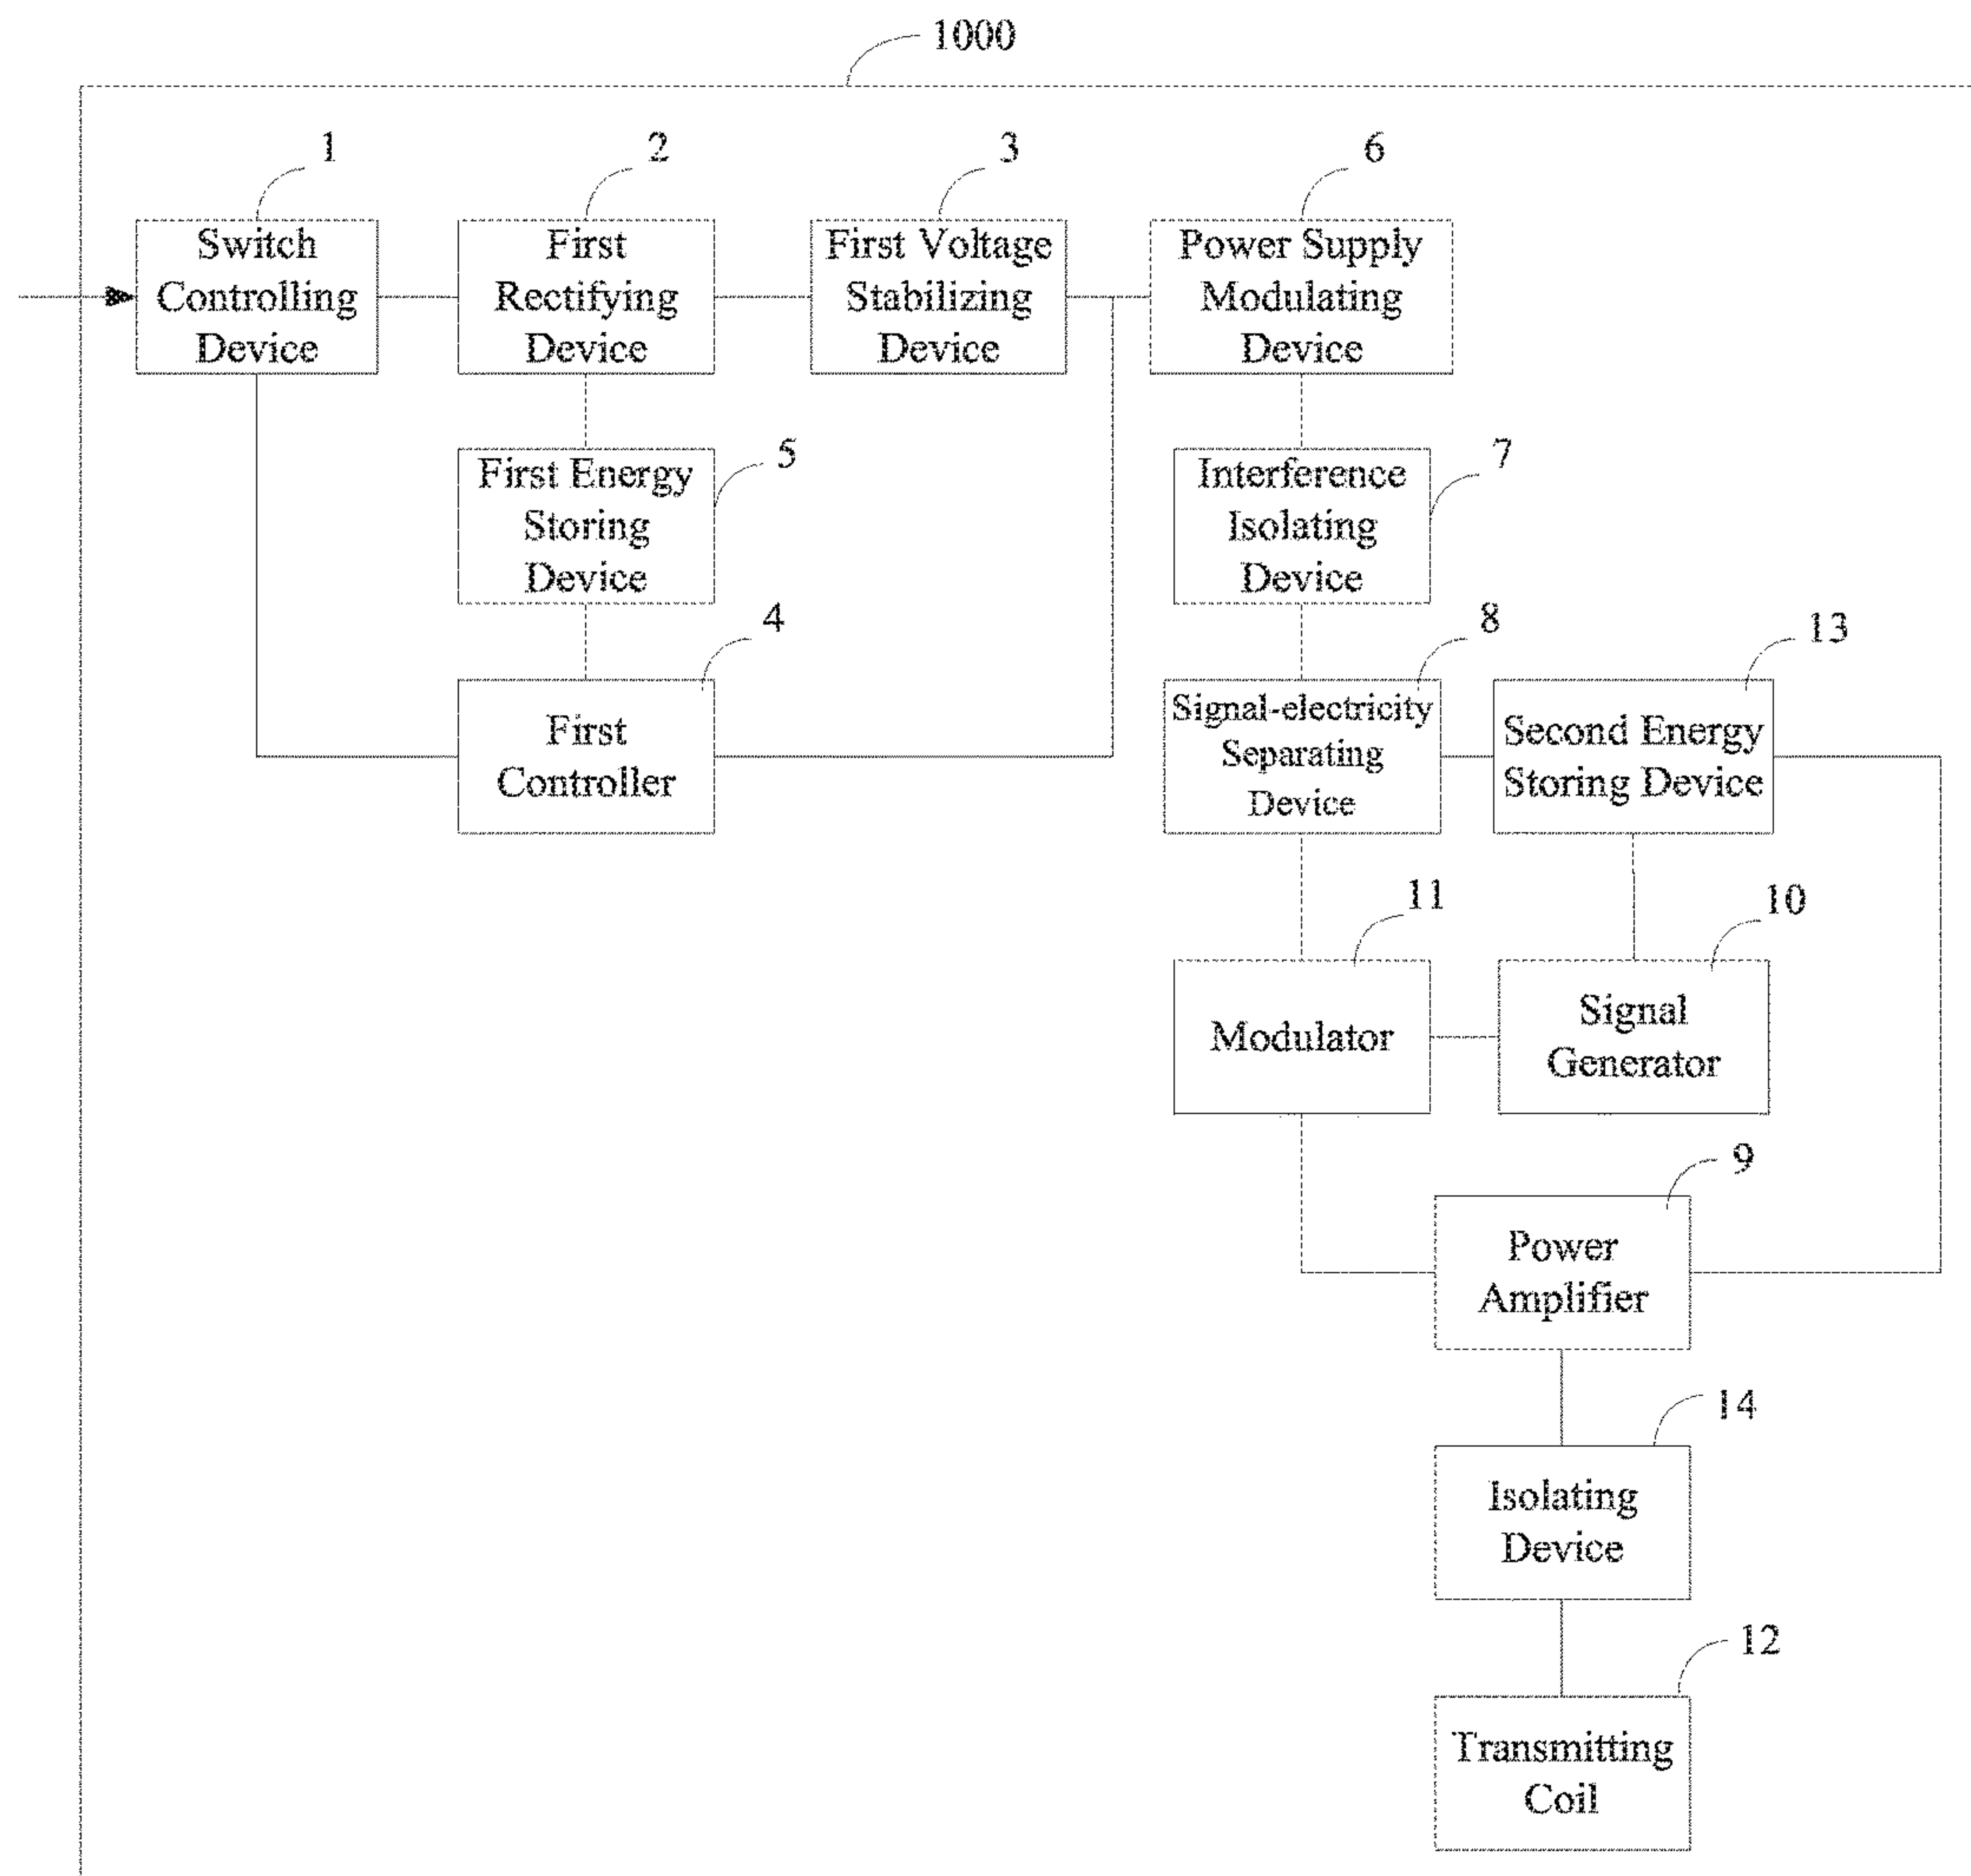 1000
1
2
3
6
Switch
Controlling
Device
First
Rectifying
Device
First Voltage
Stabilizing
Device
Power Supply
Modulating
Device
5
7
First Energy
Storing
Device
Interference
Isolating
Device
4
8
13
First
Controller
Signal-electricity
Separating
Device
Second Energy
Storing Device
11
10
Modulator
Signal
Generator
9
Power
Amplifier
14
Isolating
Device
12
Transmitting
Coil